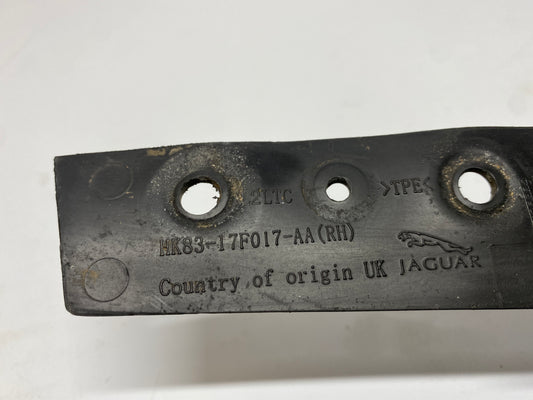 2LTC >TPE<
HK83-17F017-AA(RH)
Country of origin UK JAGUAR